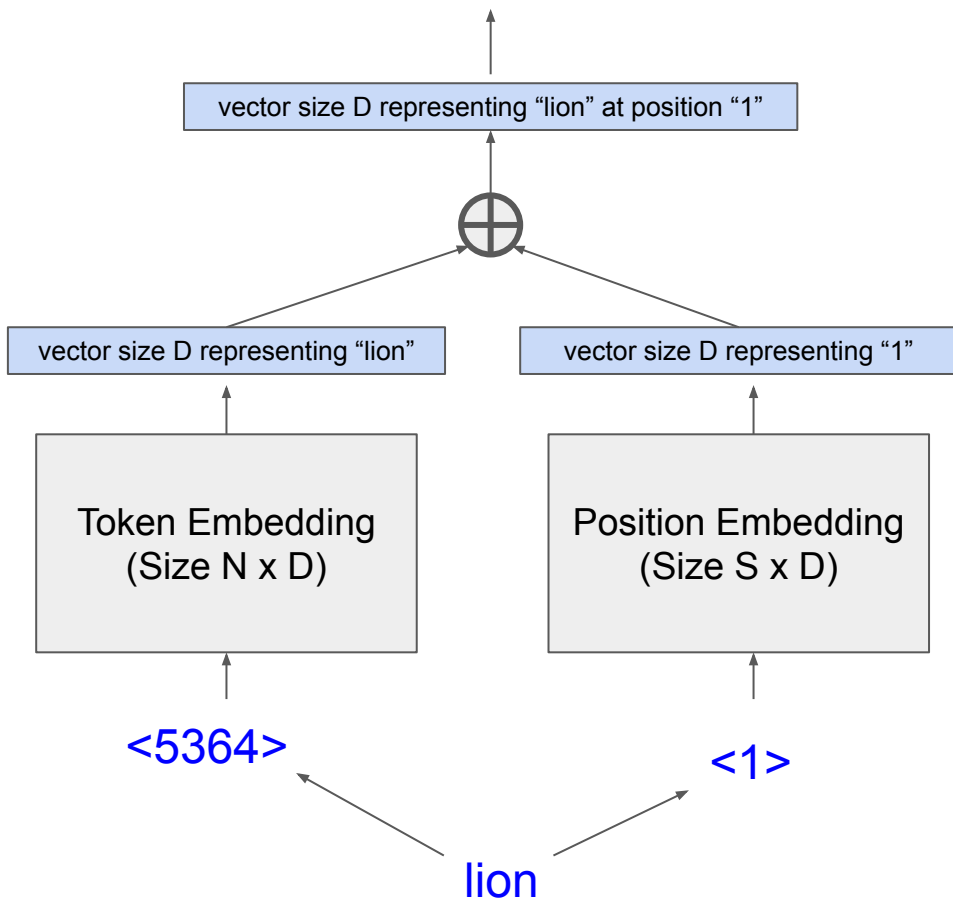 vector size D representing “lion” at position “1”
vector size D representing “lion”
vector size D representing “1”
Token Embedding
(Size N x D)
Position Embedding
(Size S x D)
<5364>
<1>
lion